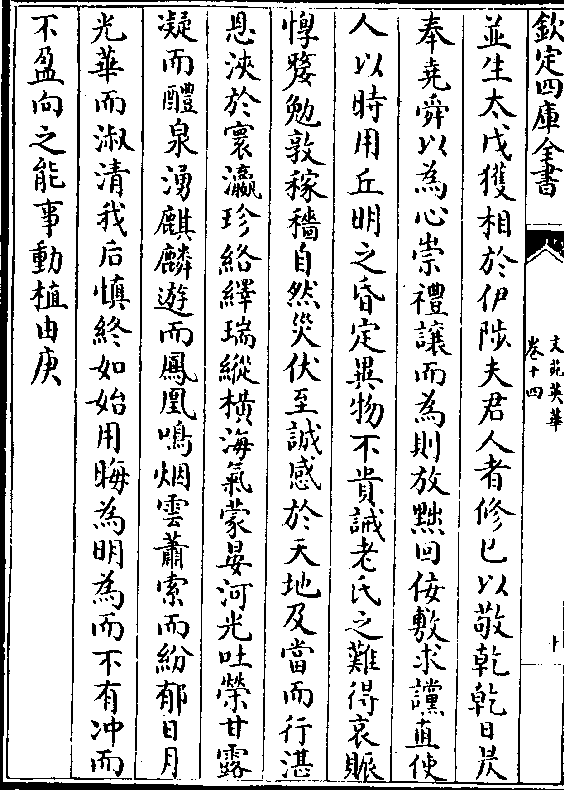 欽定四庫全書
文苑英華
卷十四
十
並生太戊獲相於伊陟夫君人者修已以敬乾乾日昃
奉堯舜以為心崇禮讓而為則放黜回佞敷求讜直使
人以時用丘明之昏定異物不貴誡老氏之難得哀賑
惸嫠勉敦稼穡自然災伏至誠感於天地及當而行湛
恩浹於寰瀛珍絡繹瑞縱橫海氣蒙晏河光吐榮甘露
凝而醴泉湧麒麟遊而鳳凰鳴烟雲蕭索而紛郁日月
光華而淑清我后慎終如始用晦為明為而不有冲而
不盈向之能事動植由庚